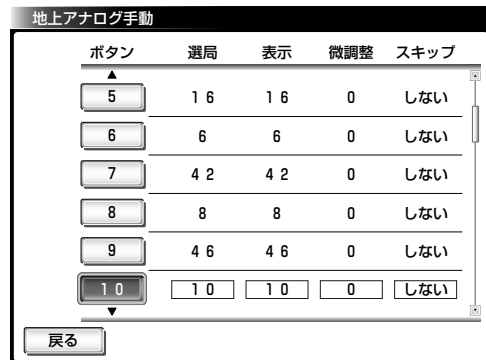 地上アナログ手動
ボタン 選局 表示 微調整 スキップ
▲
5 16 16 0 しない
6 6 6 0 しない
7 42 42 0 しない
8 8 8 0 しない
9 46 46 0 しない
10 10 10 0 しない
▼
戻る